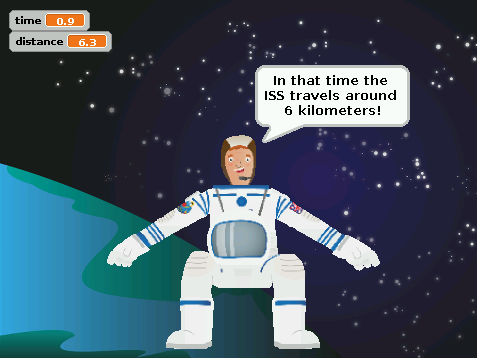 time 0.9
distance 6.3
In that time the
ISS travels around
6 kilometers!